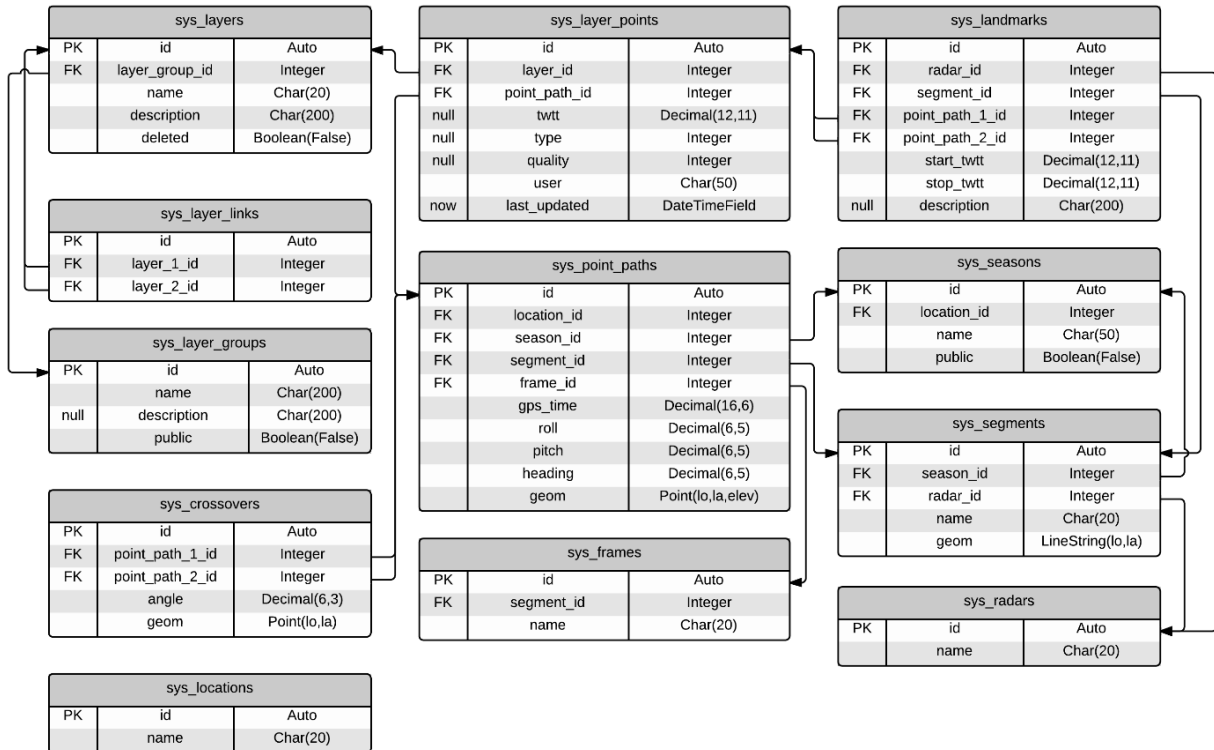 sys_layers
PK id Auto
FK layer_group_id Integer
name Char(20)
description Char(200)
deleted Boolean(False)
sys_layer_links
PK id Auto
FK layer_1_id Integer
FK layer_2_id Integer
sys_layer_groups
PK id Auto
name Char(200)
null description Char(200)
public Boolean(False)
sys_crossovers
PK id Auto
FK point_path_1_id Integer
FK point_path_2_id Integer
angle Decimal(6,3)
geom Point(lo,la)
sys_locations
PK id Auto
name Char(20)
sys_layer_points
PK id Auto
FK layer_id Integer
FK point_path_id Integer
null twtt Decimal(12,11)
null type Integer
null quality Integer
user Char(50)
now last_updated DateTimeField
sys_point_paths
PK id Auto
FK location_id Integer
FK season_id Integer
FK segment_id Integer
FK frame_id Integer
gps_time Decimal(16,6)
roll Decimal(6,5)
pitch Decimal(6,5)
heading Decimal(6,5)
geom Point(lo,la,elev)
sys_frames
PK id Auto
FK segment_id Integer
name Char(20)
sys_landmarks
PK id Auto
FK radar_id Integer
FK segment_id Integer
FK point_path_1_id Integer
FK point_path_2_id Integer
start_twtt Decimal(12,11)
stop_twtt Decimal(12,11)
null description Char(200)
sys_seasons
PK id Auto
FK location_id Integer
name Char(50)
public Boolean(False)
sys_segments
PK id Auto
FK season_id Integer
FK radar_id Integer
name Char(20)
geom LineString(lo,la)
sys_radars
PK id Auto
name Char(20)